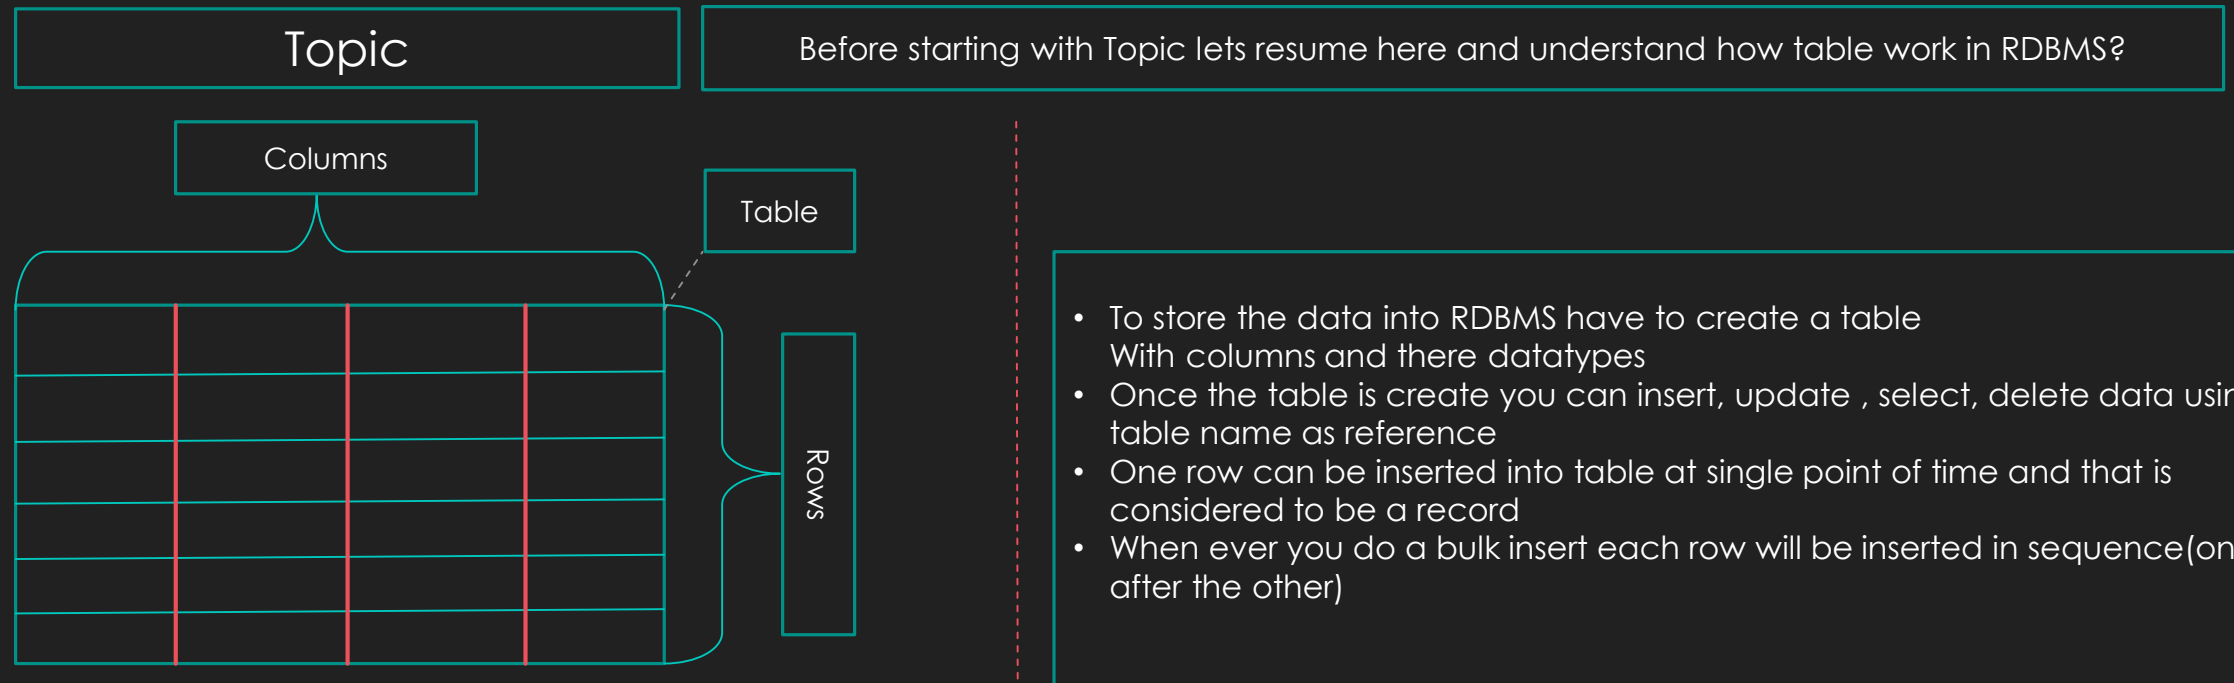 Topic
Before starting with Topic lets resume here and understand how table work in RDBMS?
Columns
Table
Rows
• To store the data into RDBMS have to create a table
With columns and there datatypes
• Once the table is create you can insert, update , select, delete data usin
table name as reference
• One row can be inserted into table at single point of time and that is
considered to be a record
• When ever you do a bulk insert each row will be inserted in sequence(on
after the other)